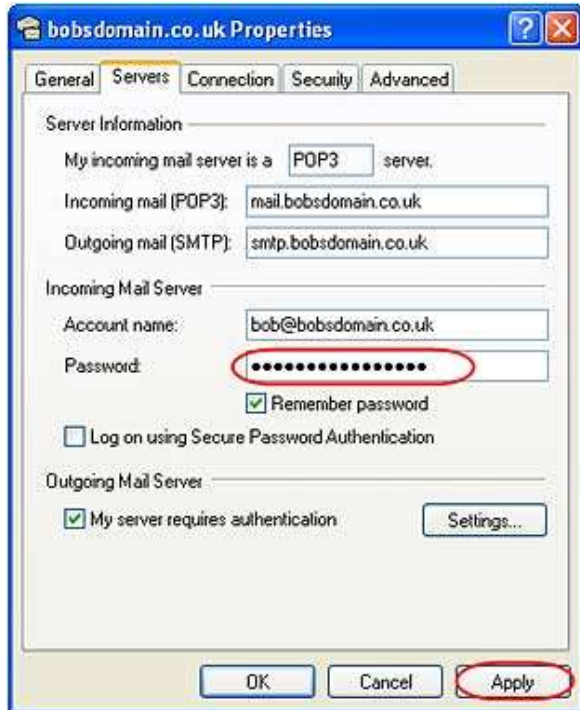 bobsdomain.co.uk Properties
General Servers Connection Security Advanced
Server Information
My incoming mail server is a POP3 server.
Incoming mail (POP3): mail.bobsdomain.co.uk
Outgoing mail (SMTP): smtp.bobsdomain.co.uk
Incoming Mail Server
Account name: bob@bobsdomain.co.uk
Password: ••••••••••••••••
Remember password
Log on using Secure Password Authentication
Outgoing Mail Server
My server requires authentication Settings...
OK Cancel Apply